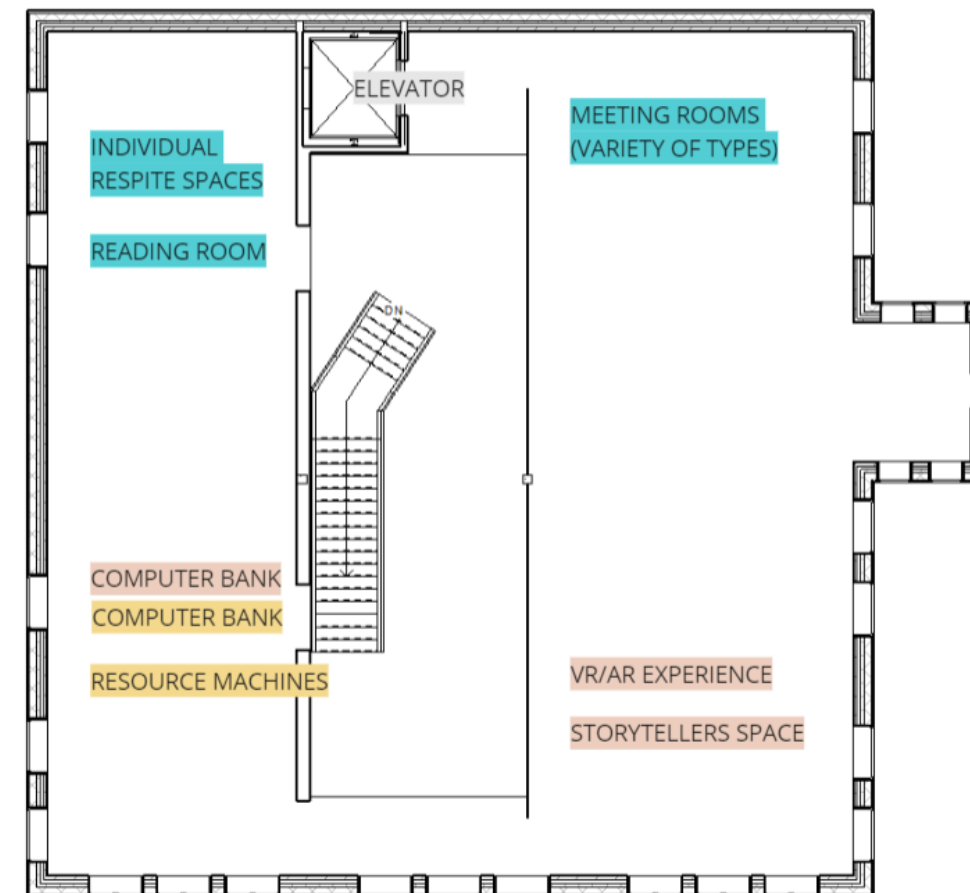 ELEVATOR
MEETING ROOMS
(VARIETY OF TYPES)
INDIVIDUAL
RESPITE SPACES
READING ROOM
DN
COMPUTER BANK
COMPUTER BANK
RESOURCE MACHINES
VR/AR EXPERIENCE
STORYTELLERS SPACE